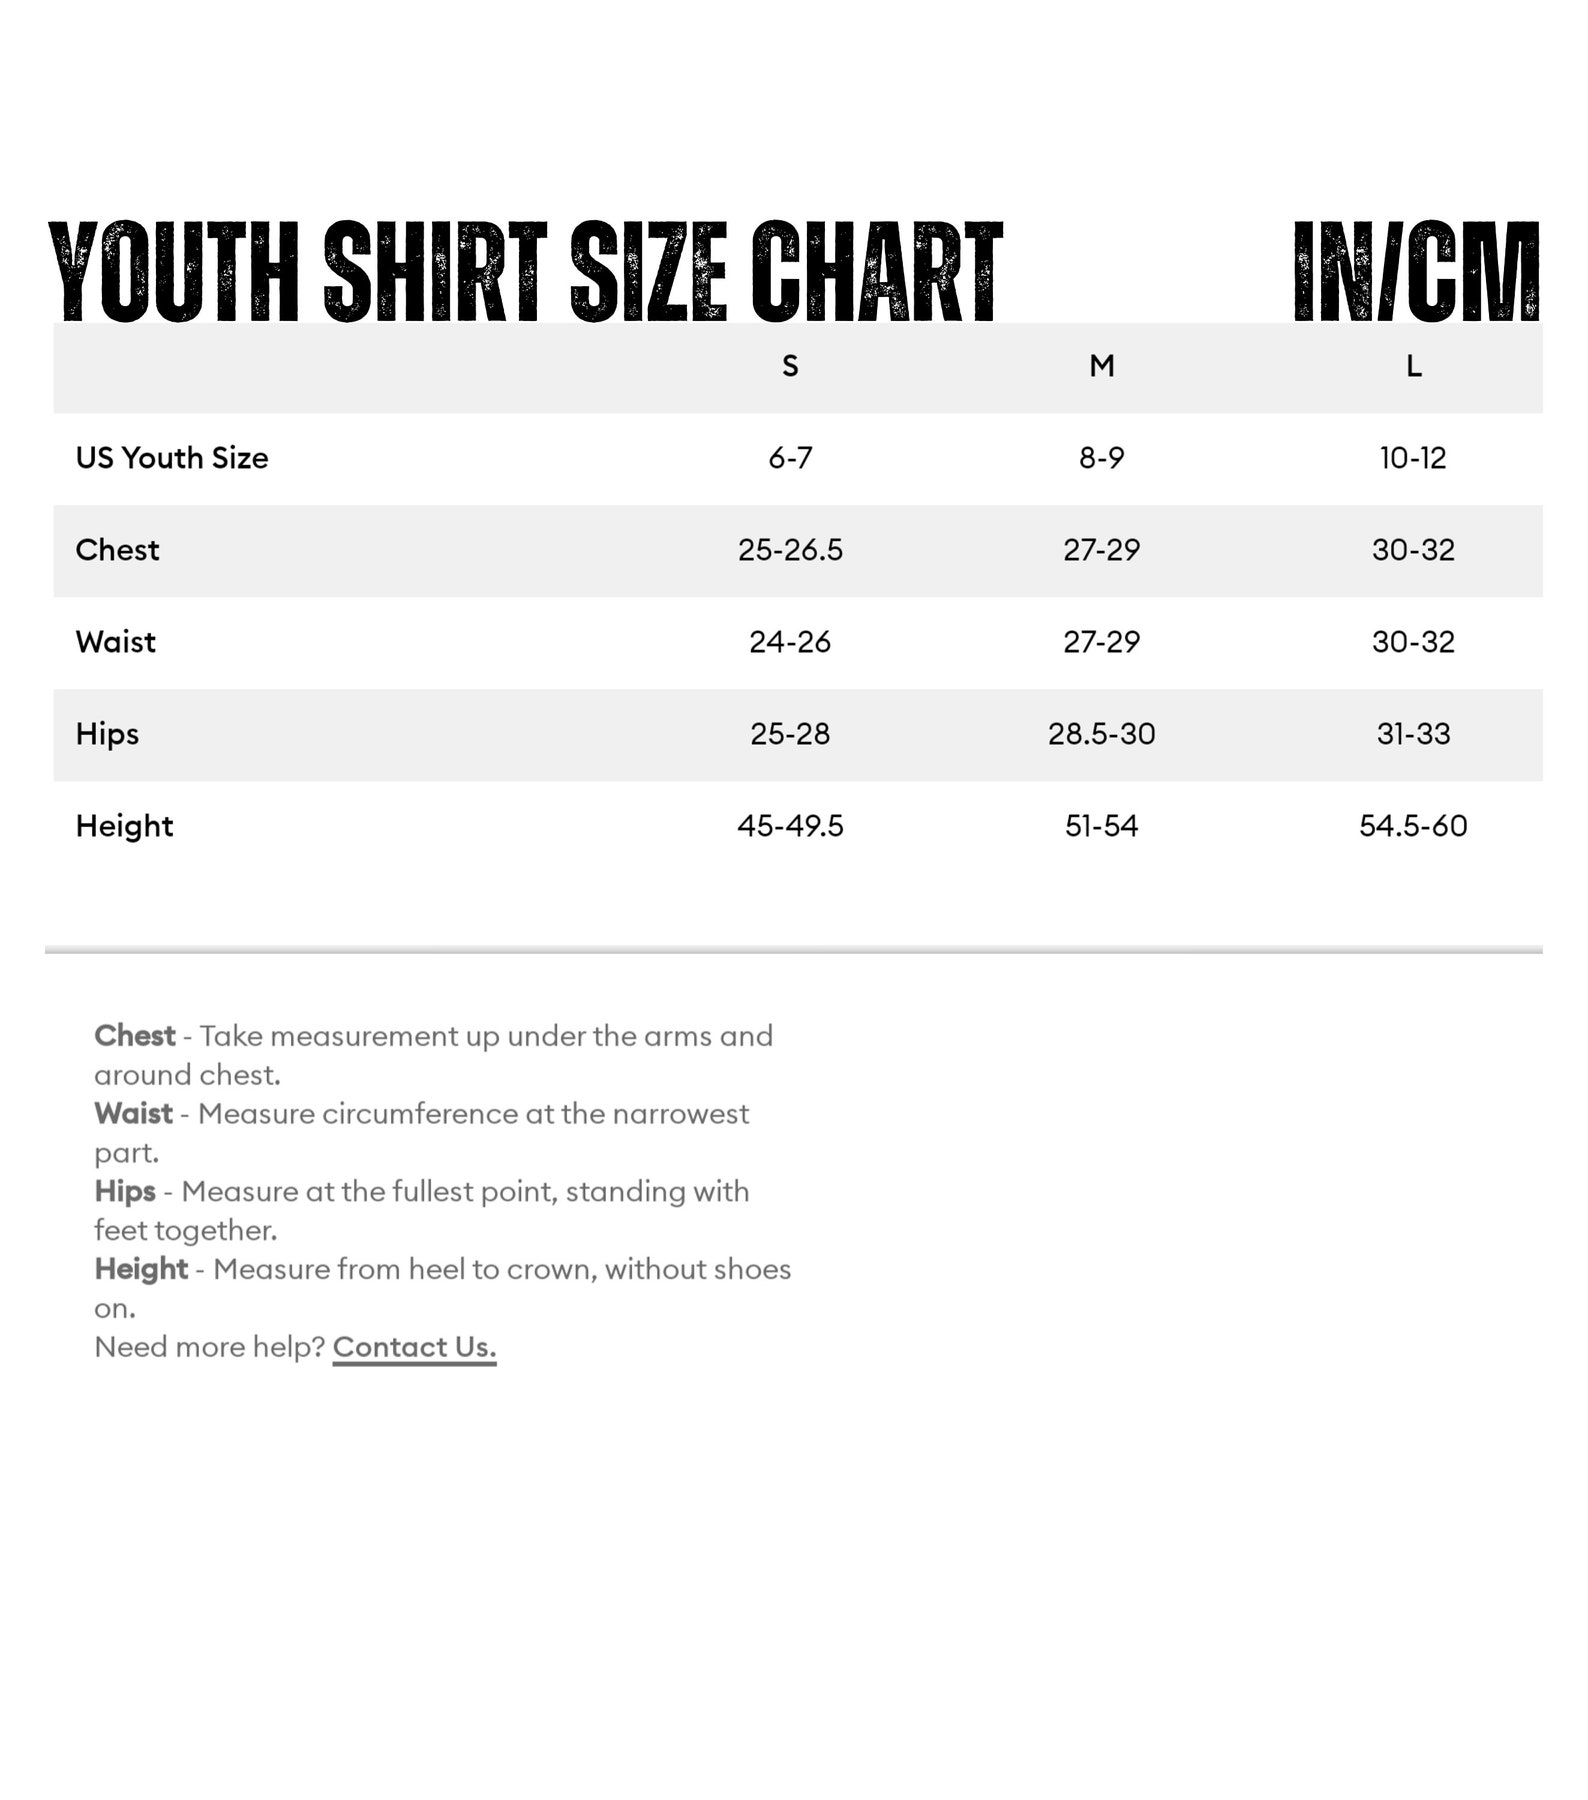 YOUTH SHIRT SIZE CHART IN/CM
S M L
US Youth Size 6-7 8-9 10-12
Chest 25-26.5 27-29 30-32
Waist 24-26 27-29 30-32
Hips 25-28 28.5-30 31-33
Height 45-49.5 51-54 54.5-60
Chest - Take measurement up under the arms and
around chest.
Waist - Measure circumference at the narrowest
part.
Hips - Measure at the fullest point, standing with
feet together.
Height - Measure from heel to crown, without shoes
on.
Need more help? Contact Us.